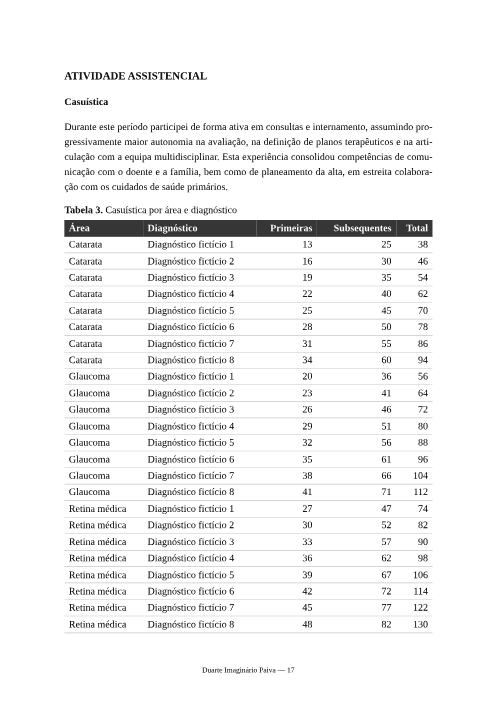 ATIVIDADE ASSISTENCIAL
Casuística
Durante este período participei de forma ativa em consultas e internamento, assumindo pro-
gressivamente maior autonomia na avaliação, na definição de planos terapêuticos e na arti-
culação com a equipa multidisciplinar. Esta experiência consolidou competências de comu-
nicação com o doente e a família, bem como de planeamento da alta, em estreita colabora-
ção com os cuidados de saúde primários.
Tabela 3. Casuística por área e diagnóstico
Área Diagnóstico Primeiras Subsequentes Total
Catarata Diagnóstico fictício 1 13 25 38
Catarata Diagnóstico fictício 2 16 30 46
Catarata Diagnóstico fictício 3 19 35 54
Catarata Diagnóstico fictício 4 22 40 62
Catarata Diagnóstico fictício 5 25 45 70
Catarata Diagnóstico fictício 6 28 50 78
Catarata Diagnóstico fictício 7 31 55 86
Catarata Diagnóstico fictício 8 34 60 94
Glaucoma Diagnóstico fictício 1 20 36 56
Glaucoma Diagnóstico fictício 2 23 41 64
Glaucoma Diagnóstico fictício 3 26 46 72
Glaucoma Diagnóstico fictício 4 29 51 80
Glaucoma Diagnóstico fictício 5 32 56 88
Glaucoma Diagnóstico fictício 6 35 61 96
Glaucoma Diagnóstico fictício 7 38 66 104
Glaucoma Diagnóstico fictício 8 41 71 112
Retina médica Diagnóstico fictício 1 27 47 74
Retina médica Diagnóstico fictício 2 30 52 82
Retina médica Diagnóstico fictício 3 33 57 90
Retina médica Diagnóstico fictício 4 36 62 98
Retina médica Diagnóstico fictício 5 39 67 106
Retina médica Diagnóstico fictício 6 42 72 114
Retina médica Diagnóstico fictício 7 45 77 122
Retina médica Diagnóstico fictício 8 48 82 130
Duarte Imaginário Paiva — 17